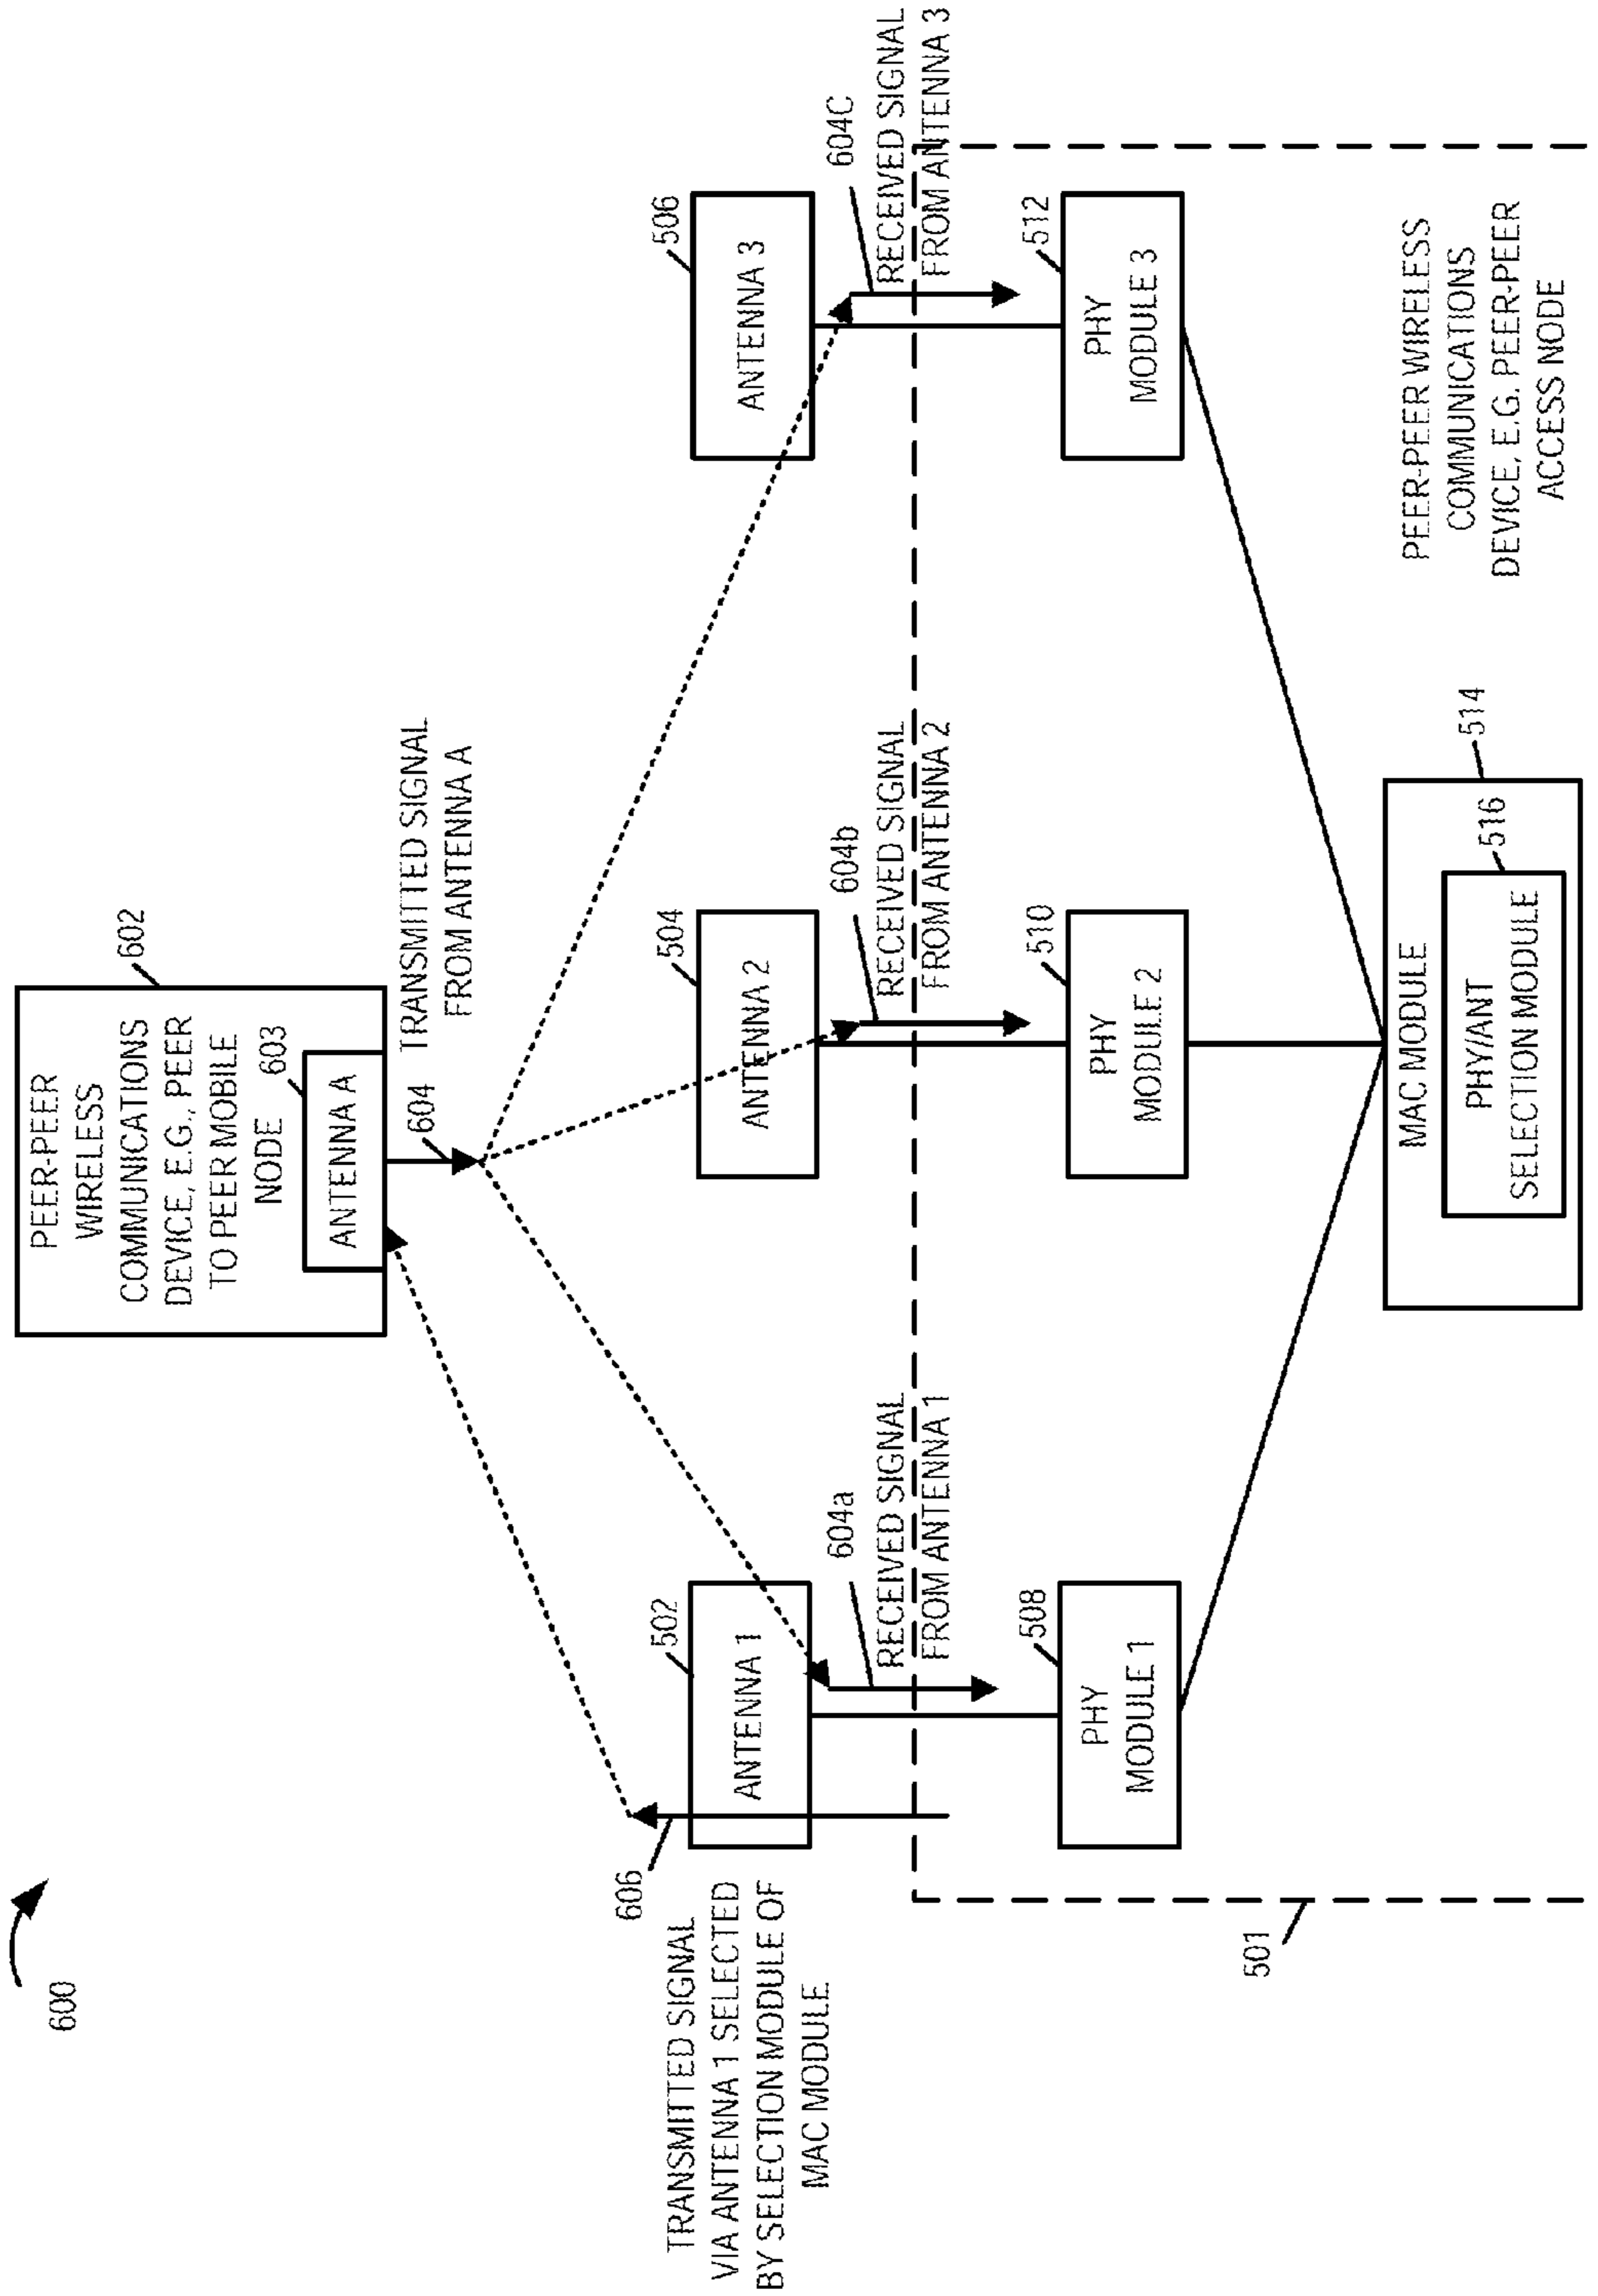 600
PEER-PEER
WIRELESS
COMMUNICATIONS
DEVICE, E.G., PEER
TO PEER MOBILE
NODE
602
603
ANTENNA A
604
TRANSMITTED SIGNAL
FROM ANTENNA A
606
TRANSMITTED SIGNAL
VIA ANTENNA 1 SELECTED
BY SELECTION MODULE OF
MAC MODULE
502
ANTENNA 1
504
ANTENNA 2
506
ANTENNA 3
604a
RECEIVED SIGNAL
FROM ANTENNA 1
604b
RECEIVED SIGNAL
FROM ANTENNA 2
604C
RECEIVED SIGNAL
FROM ANTENNA 3
508
PHY
MODULE 1
510
PHY
MODULE 2
512
PHY
MODULE 3
501
MAC MODULE
514
PHY/ANT
SELECTION MODULE
516
PEER-PEER WIRELESS
COMMUNICATIONS
DEVICE, E.G. PEER-PEER
ACCESS NODE